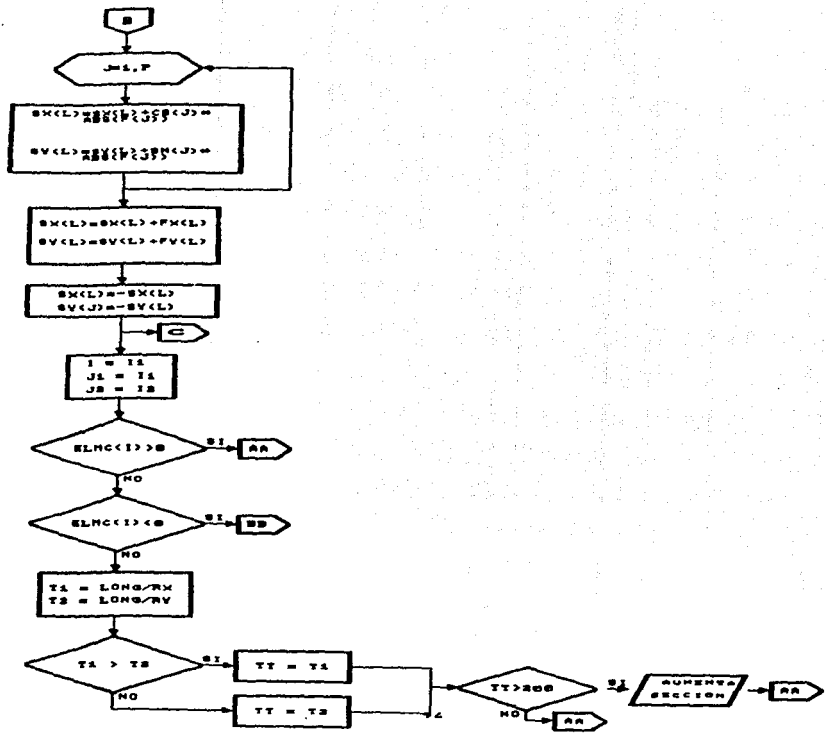 B
J=1,F
SX(L)=SX(L)+CS(J)*
ABS(F(J))
SY(L)=SY(L)+SN(J)*
ABS(F(J))
SX(L)=SX(L)+FX(L)
SY(L)=SY(L)+FY(L)
SX(L)=-SX(L)
SY(J)=-SY(L)
C
I = I1
J1 = I1
J2 = I2
ELMC(I)>0
SI
AA
NO
ELMC(I)<0
SI
BB
NO
T1 = LONG/RX
T2 = LONG/RY
T1 > T2
SI
TT = T1
NO
TT = T2
TT>200
SI
AUMENTA
SECCION
AA
NO
AA